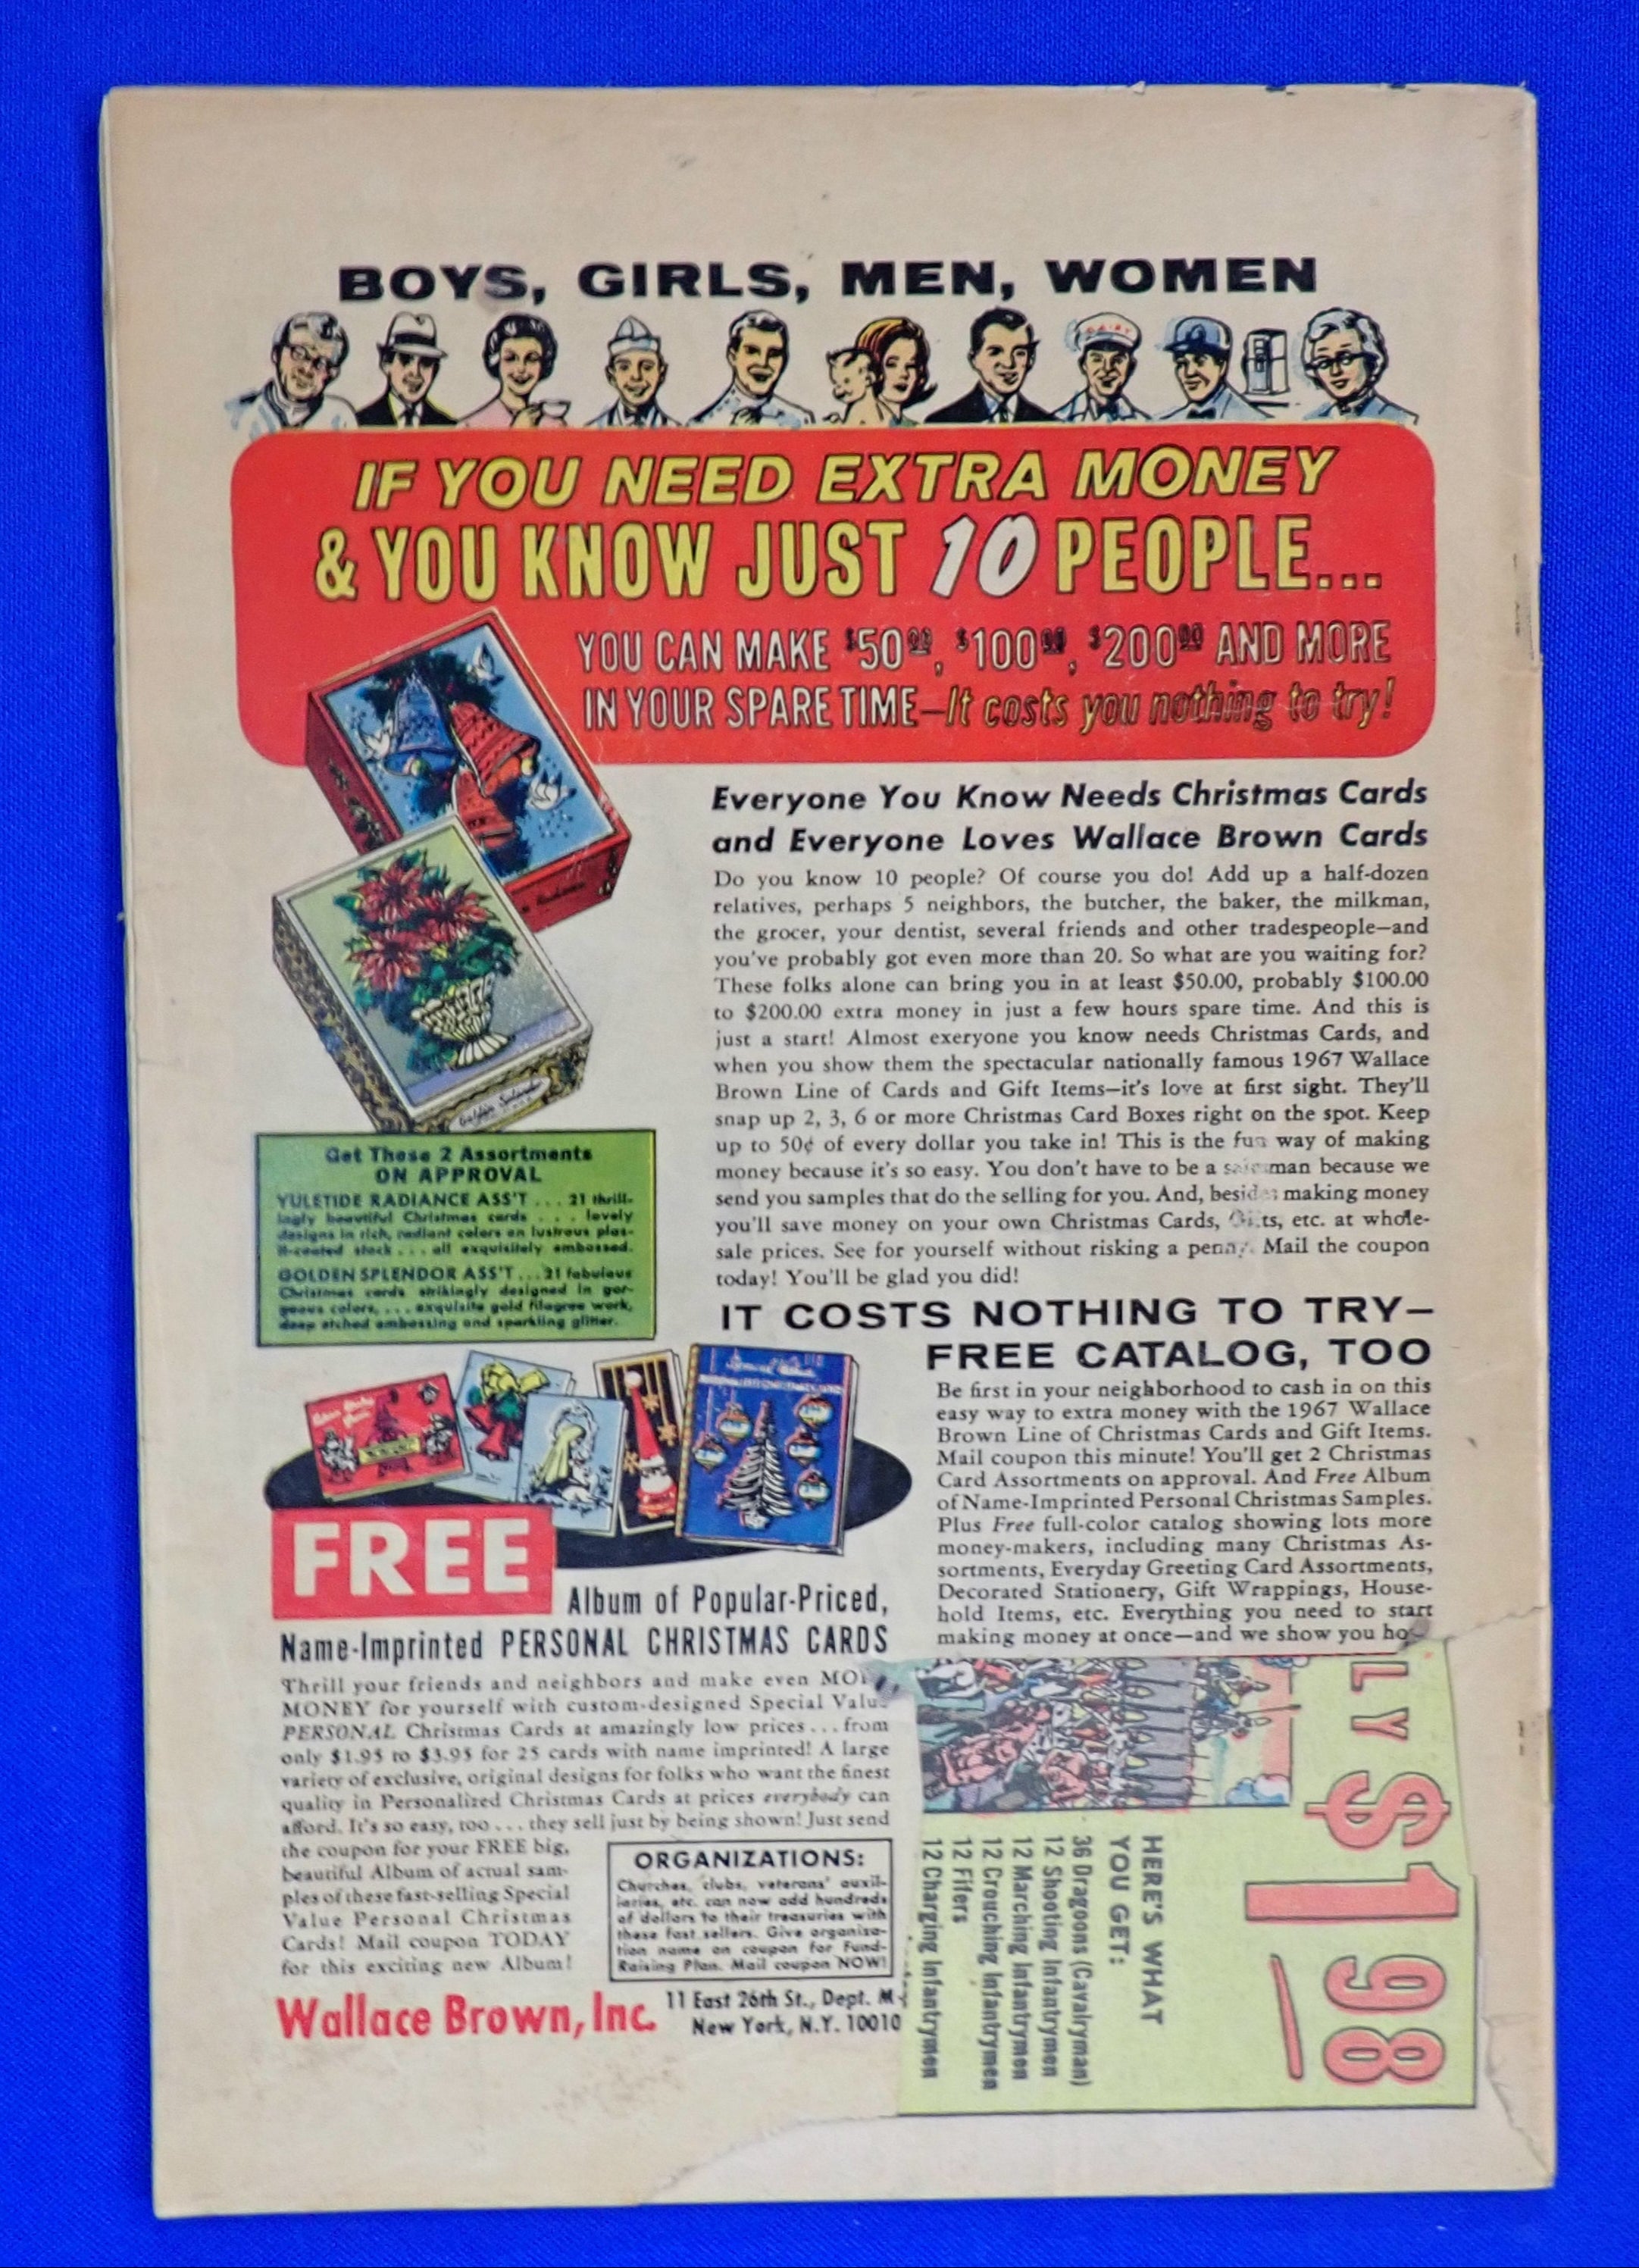 BOYS, GIRLS, MEN, WOMEN
DAIRY
IF YOU NEED EXTRA MONEY
& YOU KNOW JUST 10 PEOPLE...
YOU CAN MAKE $50.00, $100.00, $200.00 AND MORE
IN YOUR SPARE TIME—It costs you nothing to try!
Everyone You Know Needs Christmas Cards
and Everyone Loves Wallace Brown Cards
Do you know 10 people? Of course you do! Add up a half-dozen
relatives, perhaps 5 neighbors, the butcher, the baker, the milkman,
the grocer, your dentist, several friends and other tradespeople—and
you've probably got even more than 20. So what are you waiting for?
These folks alone can bring you in at least $50.00, probably $100.00
to $200.00 extra money in just a few hours spare time. And this is
just a start! Almost exeryone you know needs Christmas Cards, and
when you show them the spectacular nationally famous 1967 Wallace
Brown Line of Cards and Gift Items—it's love at first sight. They'll
snap up 2, 3, 6 or more Christmas Card Boxes right on the spot. Keep
up to 50¢ of every dollar you take in! This is the fun way of making
money because it's so easy. You don't have to be a salesman because we
send you samples that do the selling for you. And, besides making money
you'll save money on your own Christmas Cards, Gifts, etc. at whole-
sale prices. See for yourself without risking a penny. Mail the coupon
today! You'll be glad you did!
Golden Splendor
Get These 2 Assortments
ON APPROVAL
YULETIDE RADIANCE ASS'T . . . 21 thrill-
ingly beautiful Christmas cards . . . lovely
designs in rich, radiant colors on lustrous plas-
ti-coated stock . . . all exquisitely embossed.
GOLDEN SPLENDOR ASS'T . . . 21 fabulous
Christmas cards strikingly designed in gor-
geous colors, . . . exquisite gold filagree work,
deep etched embossing and sparkling glitter.
IT COSTS NOTHING TO TRY—
FREE CATALOG, TOO
Be first in your neighborhood to cash in on this
easy way to extra money with the 1967 Wallace
Brown Line of Christmas Cards and Gift Items.
Mail coupon this minute! You'll get 2 Christmas
Card Assortments on approval. And Free Album
of Name-Imprinted Personal Christmas Samples.
Plus Free full-color catalog showing lots more
money-makers, including many Christmas As-
sortments, Everyday Greeting Card Assortments,
Decorated Stationery, Gift Wrappings, House-
hold Items, etc. Everything you need to start
making money at once—and we show you ho
FREE
Album of Popular-Priced,
Name-Imprinted PERSONAL CHRISTMAS CARDS
Thrill your friends and neighbors and make even MO
MONEY for yourself with custom-designed Special Value
PERSONAL Christmas Cards at amazingly low prices . . . from
only $1.95 to $3.95 for 25 cards with name imprinted! A large
variety of exclusive, original designs for folks who want the finest
quality in Personalized Christmas Cards at prices everybody can
afford. It's so easy, too . . . they sell just by being shown! Just send
the coupon for your FREE big,
beautiful Album of actual sam-
ples of these fast-selling Special
Value Personal Christmas
Cards! Mail coupon TODAY
for this exciting new Album!
ORGANIZATIONS:
Churches, clubs, veterans' auxil-
iaries, etc. can now add hundreds
of dollars to their treasuries with
these fast sellers. Give organiza-
tion name on coupon for Fund-
Raising Plan. Mail coupon NOW!
Wallace Brown, Inc.
11 East 26th St., Dept. M-
New York, N.Y. 10010
LY $1 98
HERE'S WHAT
YOU GET:
36 Dragoons (Cavalryman)
12 Shooting Infantrymen
12 Marching Infantrymen
12 Crouching Infantrymen
12 Fifers
12 Charging Infantrymen